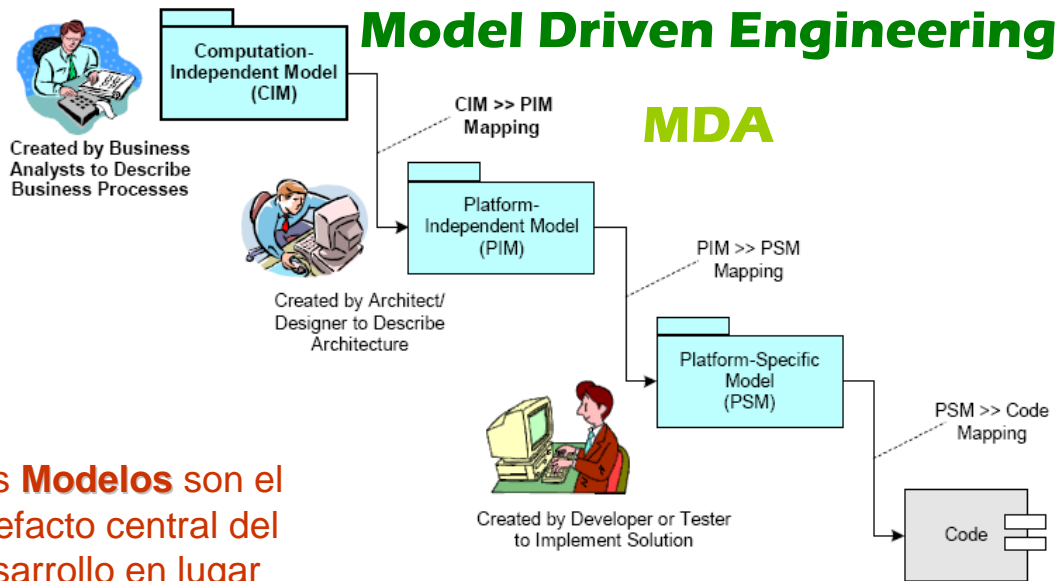 Model Driven Engineering
MDA
Computation-
Independent Model
(CIM)
Created by Business
Analysts to Describe
Business Processes
CIM >> PIM
Mapping
Platform-
Independent Model
(PIM)
Created by Architect/
Designer to Describe
Architecture
PIM >> PSM
Mapping
Platform-Specific
Model
(PSM)
Created by Developer or Tester
to Implement Solution
PSM >> Code
Mapping
Code
s Modelos son el
efacto central del
sarrollo en lugar